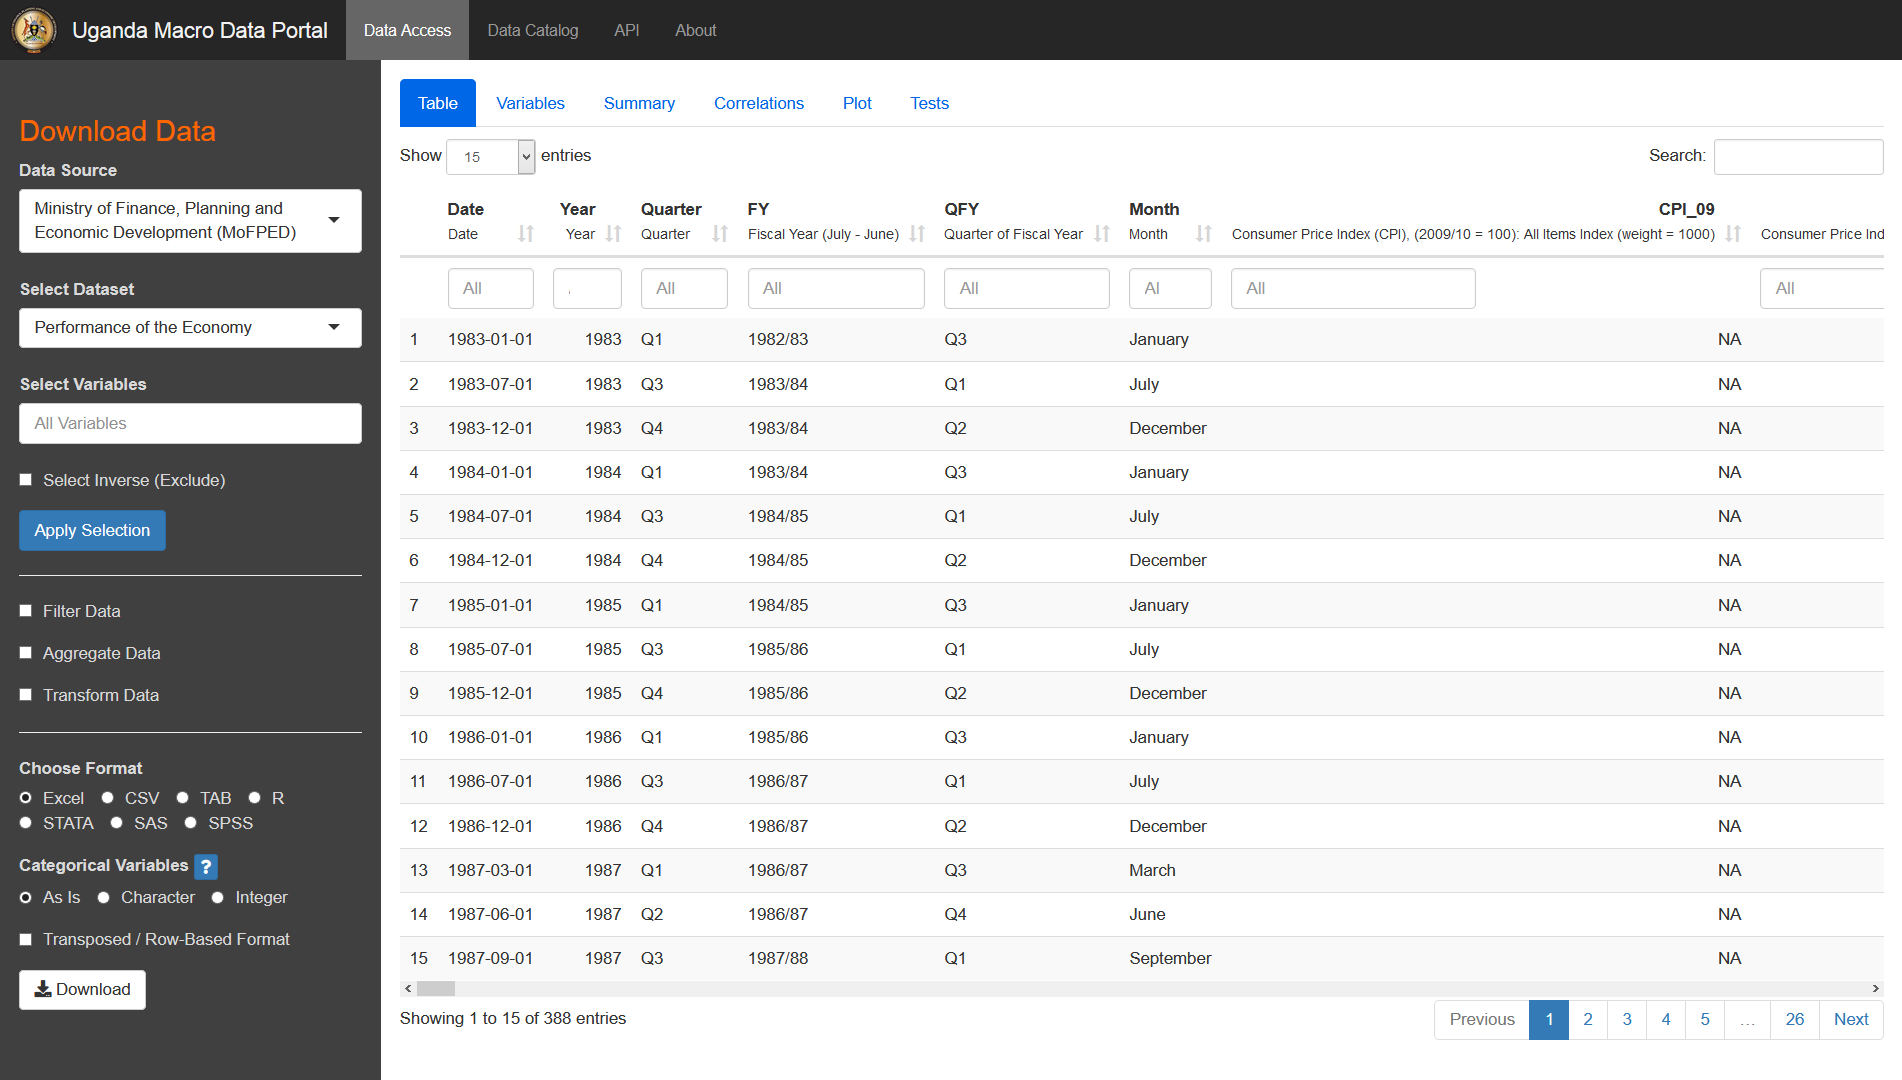 Uganda Macro Data Portal Data Access Data Catalog API About
Download Data
Data Source
Ministry of Finance, Planning and
Economic Development (MoFPED)
Select Dataset
Performance of the Economy
Select Variables
All Variables
Select Inverse (Exclude)
Apply Selection
Filter Data
Aggregate Data
Transform Data
Choose Format
Excel CSV TAB R
STATA SAS SPSS
Categorical Variables ?
As Is Character Integer
Transposed / Row-Based Format
Download
Table Variables Summary Correlations Plot Tests
Show 15 entries Search:
Date Year Quarter FY QFY Month CPI_09
Date Year Quarter Fiscal Year (July - June) Quarter of Fiscal Year Month Consumer Price Index (CPI), (2009/10 = 100): All Items Index (weight = 1000) Consumer Price Ind
All All All All Al All All
1 1983-01-01 1983 Q1 1982/83 Q3 January NA
2 1983-07-01 1983 Q3 1983/84 Q1 July NA
3 1983-12-01 1983 Q4 1983/84 Q2 December NA
4 1984-01-01 1984 Q1 1983/84 Q3 January NA
5 1984-07-01 1984 Q3 1984/85 Q1 July NA
6 1984-12-01 1984 Q4 1984/85 Q2 December NA
7 1985-01-01 1985 Q1 1984/85 Q3 January NA
8 1985-07-01 1985 Q3 1985/86 Q1 July NA
9 1985-12-01 1985 Q4 1985/86 Q2 December NA
10 1986-01-01 1986 Q1 1985/86 Q3 January NA
11 1986-07-01 1986 Q3 1986/87 Q1 July NA
12 1986-12-01 1986 Q4 1986/87 Q2 December NA
13 1987-03-01 1987 Q1 1986/87 Q3 March NA
14 1987-06-01 1987 Q2 1986/87 Q4 June NA
15 1987-09-01 1987 Q3 1987/88 Q1 September NA
Showing 1 to 15 of 388 entries
Previous 1 2 3 4 5 … 26 Next